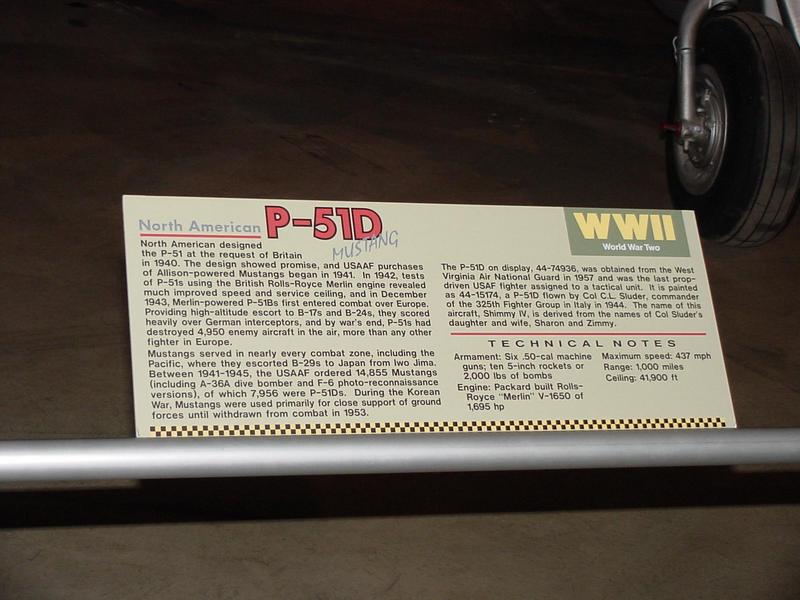 North American P-51D
MUSTANG
North American designed
the P-51 at the request of Britain
in 1940. The design showed promise, and USAAF purchases
of Allison-powered Mustangs began in 1941. In 1942, tests
of P-51s using the British Rolls-Royce Merlin engine revealed
much improved speed and service ceiling, and in December
1943, Merlin-powered P-51Bs first entered combat over Europe.
Providing high-altitude escort to B-17s and B-24s, they scored
heavily over German interceptors, and by war's end, P-51s had
destroyed 4,950 enemy aircraft in the air, more than any other
fighter in Europe.
Mustangs served in nearly every combat zone, including the
Pacific, where they escorted B-29s to Japan from Iwo Jima.
Between 1941-1945, the USAAF ordered 14,855 Mustangs
(including A-36A dive bomber and F-6 photo-reconnaissance
versions), of which 7,956 were P-51Ds. During the Korean
War, Mustangs were used primarily for close support of ground
forces until withdrawn from combat in 1953.
WWII
World War Two
The P-51D on display, 44-74936, was obtained from the West
Virginia Air National Guard in 1957 and was the last prop-
driven USAF fighter assigned to a tactical unit. It is painted
as 44-15174, a P-51D flown by Col C.L. Sluder, commander
of the 325th Fighter Group in Italy in 1944. The name of this
aircraft, Shimmy IV, is derived from the names of Col Sluder's
daughter and wife, Sharon and Zimmy.
TECHNICAL NOTES
Armament: Six .50-cal machine
guns; ten 5-inch rockets or
2,000 lbs of bombs
Engine: Packard built Rolls-
Royce "Merlin" V-1650 of
1,695 hp
Maximum speed: 437 mph
Range: 1,000 miles
Ceiling: 41,900 ft